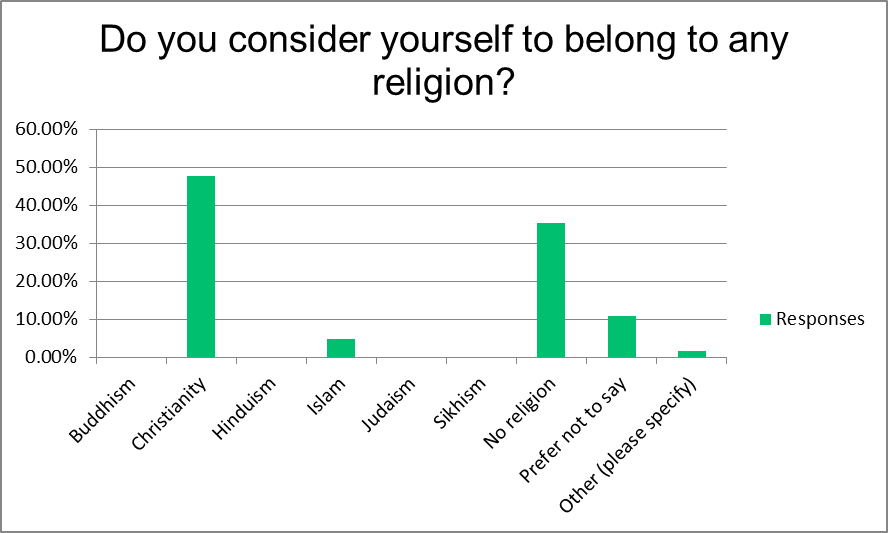 Do you consider yourself to belong to any
religion?
60.00%
50.00%
40.00%
30.00%
20.00%
10.00%
0.00%
Buddhism
Christianity
Hinduism
Islam
Judaism
Sikhism
No religion
Prefer not to say
Other (please specify)
Responses